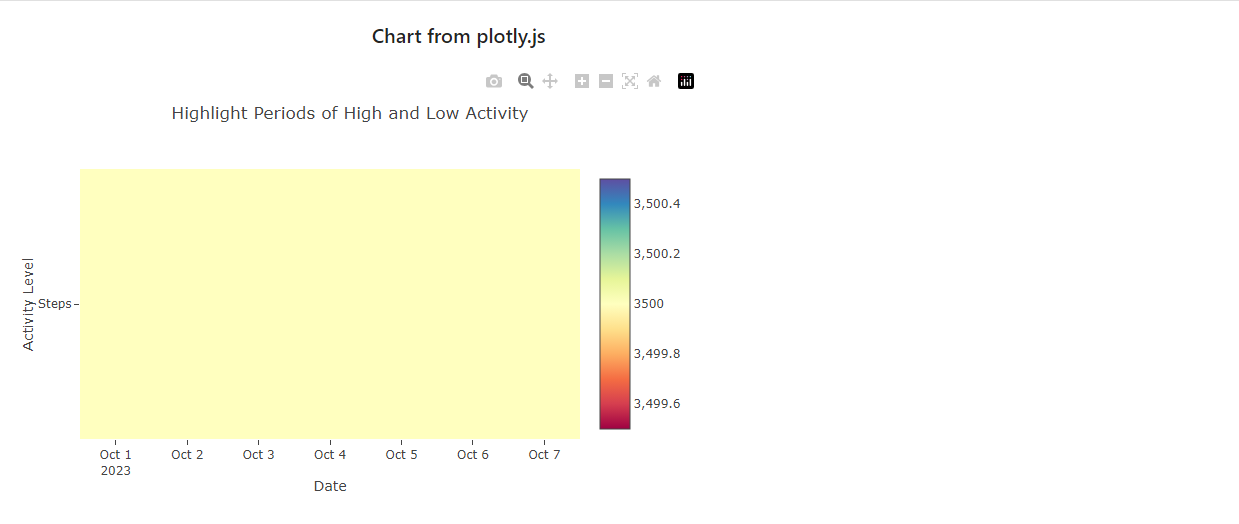 Chart from plotly.js
Highlight Periods of High and Low Activity
Activity Level
Steps
3,500.4
3,500.2
3500
3,499.8
3,499.6
Oct 1 Oct 2 Oct 3 Oct 4 Oct 5 Oct 6 Oct 7
2023
Date